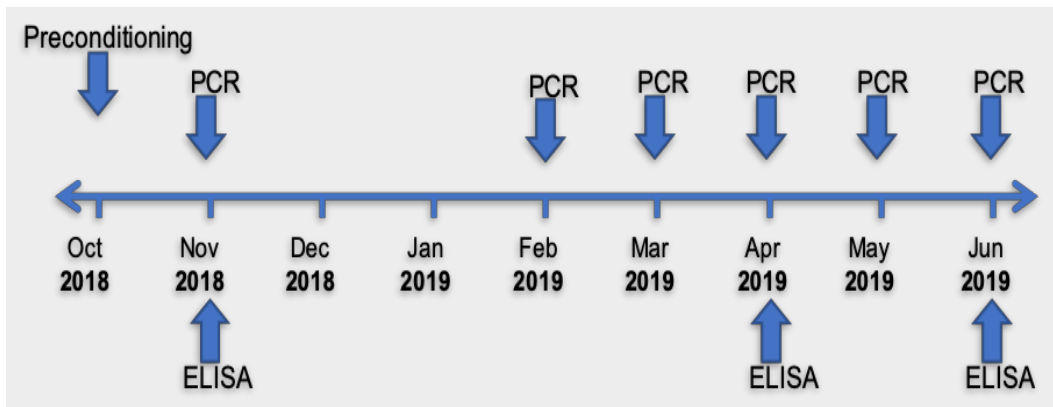 Preconditioning
PCR PCR PCR PCR PCR PCR
Oct Nov Dec Jan Feb Mar Apr May Jun
2018 2018 2018 2019 2019 2019 2019 2019 2019
ELISA ELISA ELISA